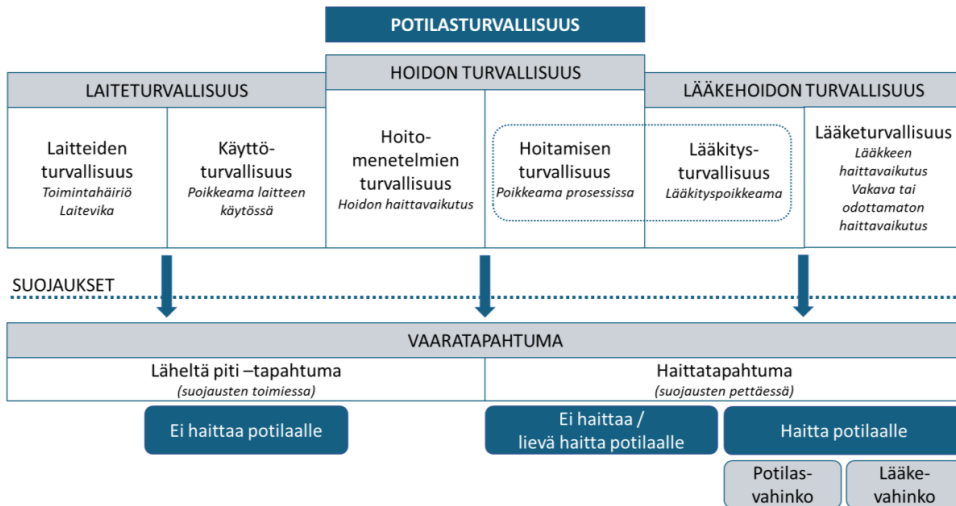 POTILASTURVALLISUUS
LAITETURVALLISUUS
HOIDON TURVALLISUUS
LÄÄKEHOIDON TURVALLISUUS
Laitteiden
turvallisuus
Toimintahäiriö
Laitevika
Käyttö-
turvallisuus
Poikkeama laitteen
käytössä
Hoito-
menetelmien
turvallisuus
Hoidon haittavaikutus
Hoitamisen
turvallisuus
Poikkeama prosessissa
Lääkitys-
turvallisuus
Lääkityspoikkeama
Lääketurvallisuus
Lääkkeen
haittavaikutus
Vakava tai
odottamaton
haittavaikutus
SUOJAUKSET
VAARATAPAHTUMA
Läheltä piti –tapahtuma
(suojausten toimiessa)
Haittatapahtuma
(suojausten pettäessä)
Ei haittaa potilaalle
Ei haittaa /
lievä haitta potilaalle
Haitta potilaalle
Potilas-
vahinko
Lääke-
vahinko